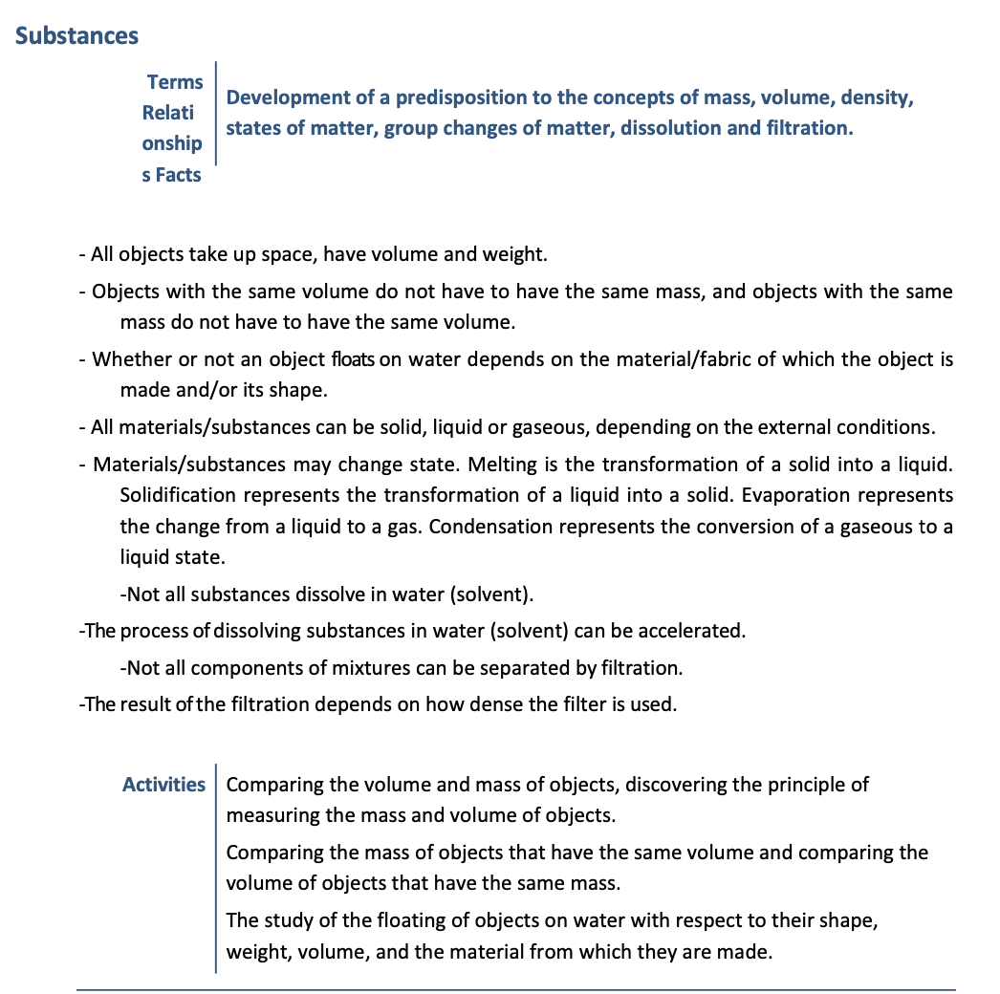 Substances
Terms
Relati
onship
s Facts
Development of a predisposition to the concepts of mass, volume, density,
states of matter, group changes of matter, dissolution and filtration.
- All objects take up space, have volume and weight.
- Objects with the same volume do not have to have the same mass, and objects with the same
mass do not have to have the same volume.
- Whether or not an object floats on water depends on the material/fabric of which the object is
made and/or its shape.
- All materials/substances can be solid, liquid or gaseous, depending on the external conditions.
- Materials/substances may change state. Melting is the transformation of a solid into a liquid.
Solidification represents the transformation of a liquid into a solid. Evaporation represents
the change from a liquid to a gas. Condensation represents the conversion of a gaseous to a
liquid state.
-Not all substances dissolve in water (solvent).
-The process of dissolving substances in water (solvent) can be accelerated.
-Not all components of mixtures can be separated by filtration.
-The result of the filtration depends on how dense the filter is used.
Activities
Comparing the volume and mass of objects, discovering the principle of
measuring the mass and volume of objects.
Comparing the mass of objects that have the same volume and comparing the
volume of objects that have the same mass.
The study of the floating of objects on water with respect to their shape,
weight, volume, and the material from which they are made.